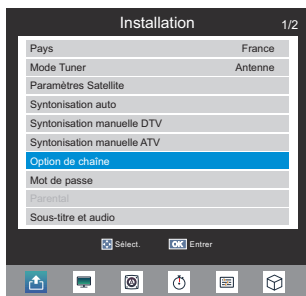 Installation 1/2
Pays France
Mode Tuner Antenne
Paramètres Satellite
Syntonisation auto
Syntonisation manuelle DTV
Syntonisation manuelle ATV
Option de chaîne
Mot de passe
Parental
Sous-titre et audio
Sélect. OK Entrer